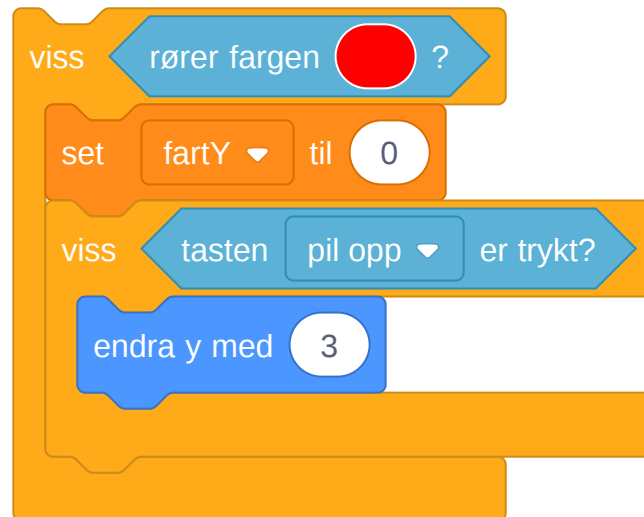 viss rører fargen ?
set fartY til 0
viss tasten pil opp er trykt?
endra y med 3